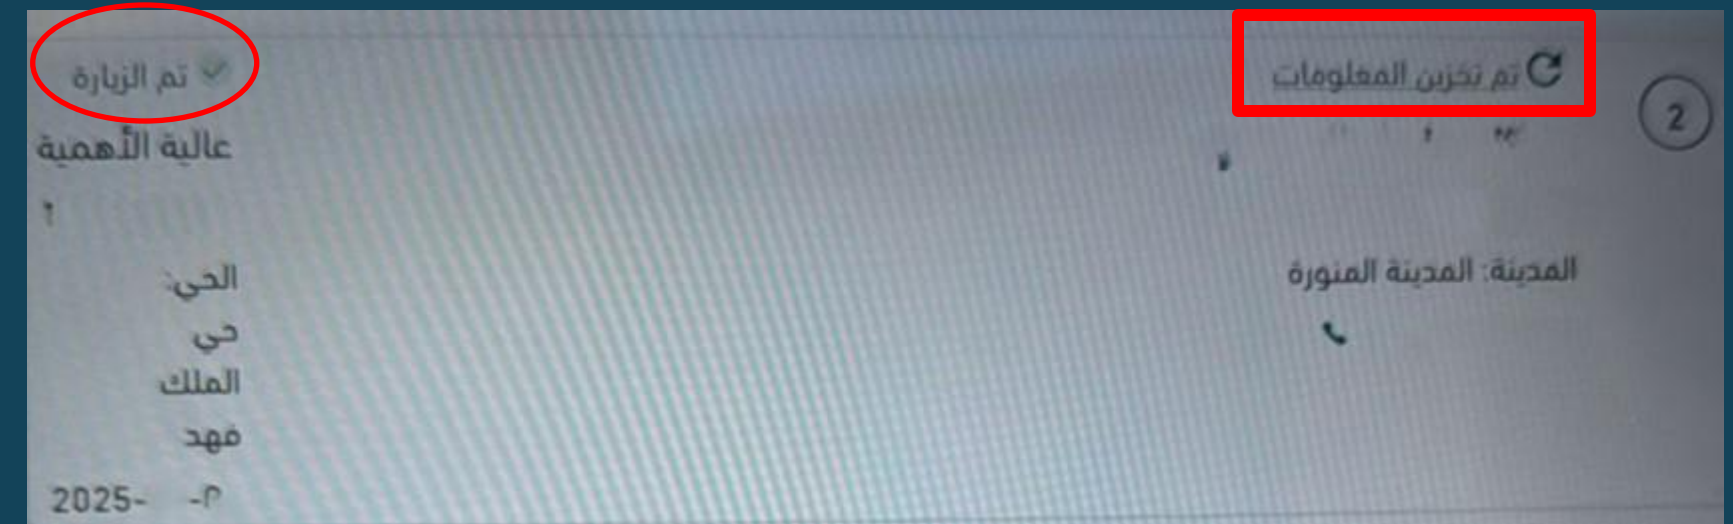 2
تم تخزين المعلومات
تم الزيارة
عالية الأهمية
المدينة: المدينة المنورة
الحي:
حي
الملك
فهد
2025-